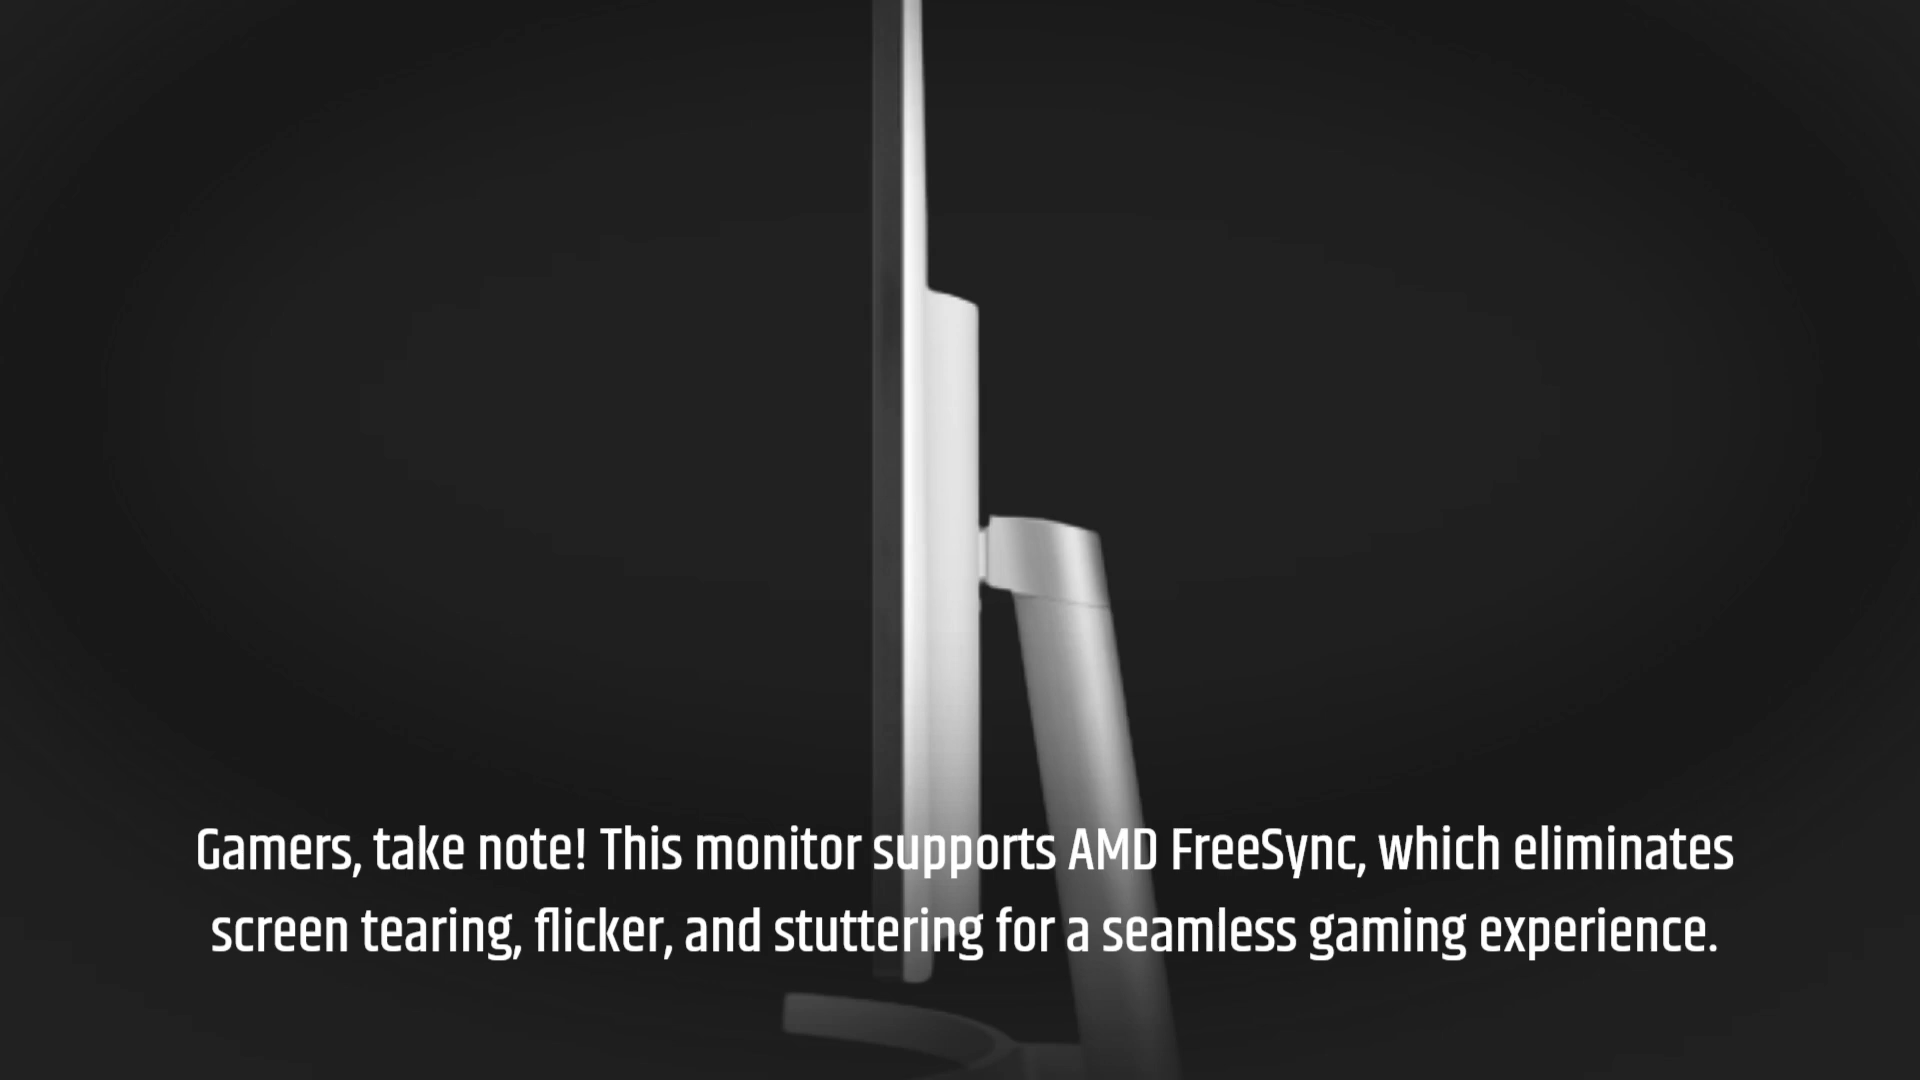 Gamers, take note! This monitor supports AMD FreeSync, which eliminates
screen tearing, flicker, and stuttering for a seamless gaming experience.